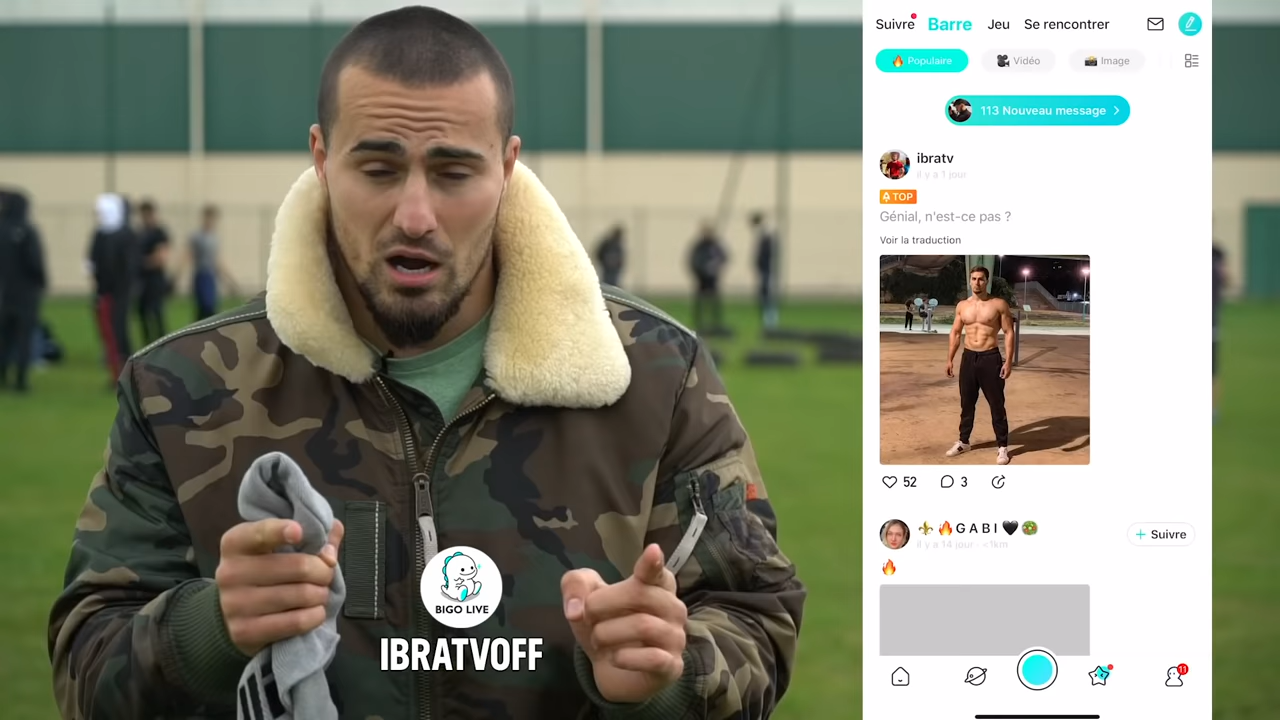 BIGO LIVE
IBRATVOFF
Suivre Barre Jeu Se rencontrer
Populaire Vidéo Image
113 Nouveau message
ibratv
il y a 1 jour
TOP
Génial, n'est-ce pas ?
Voir la traduction
52 3
G A B I
il y a 14 jour · <1km
+ Suivre
11